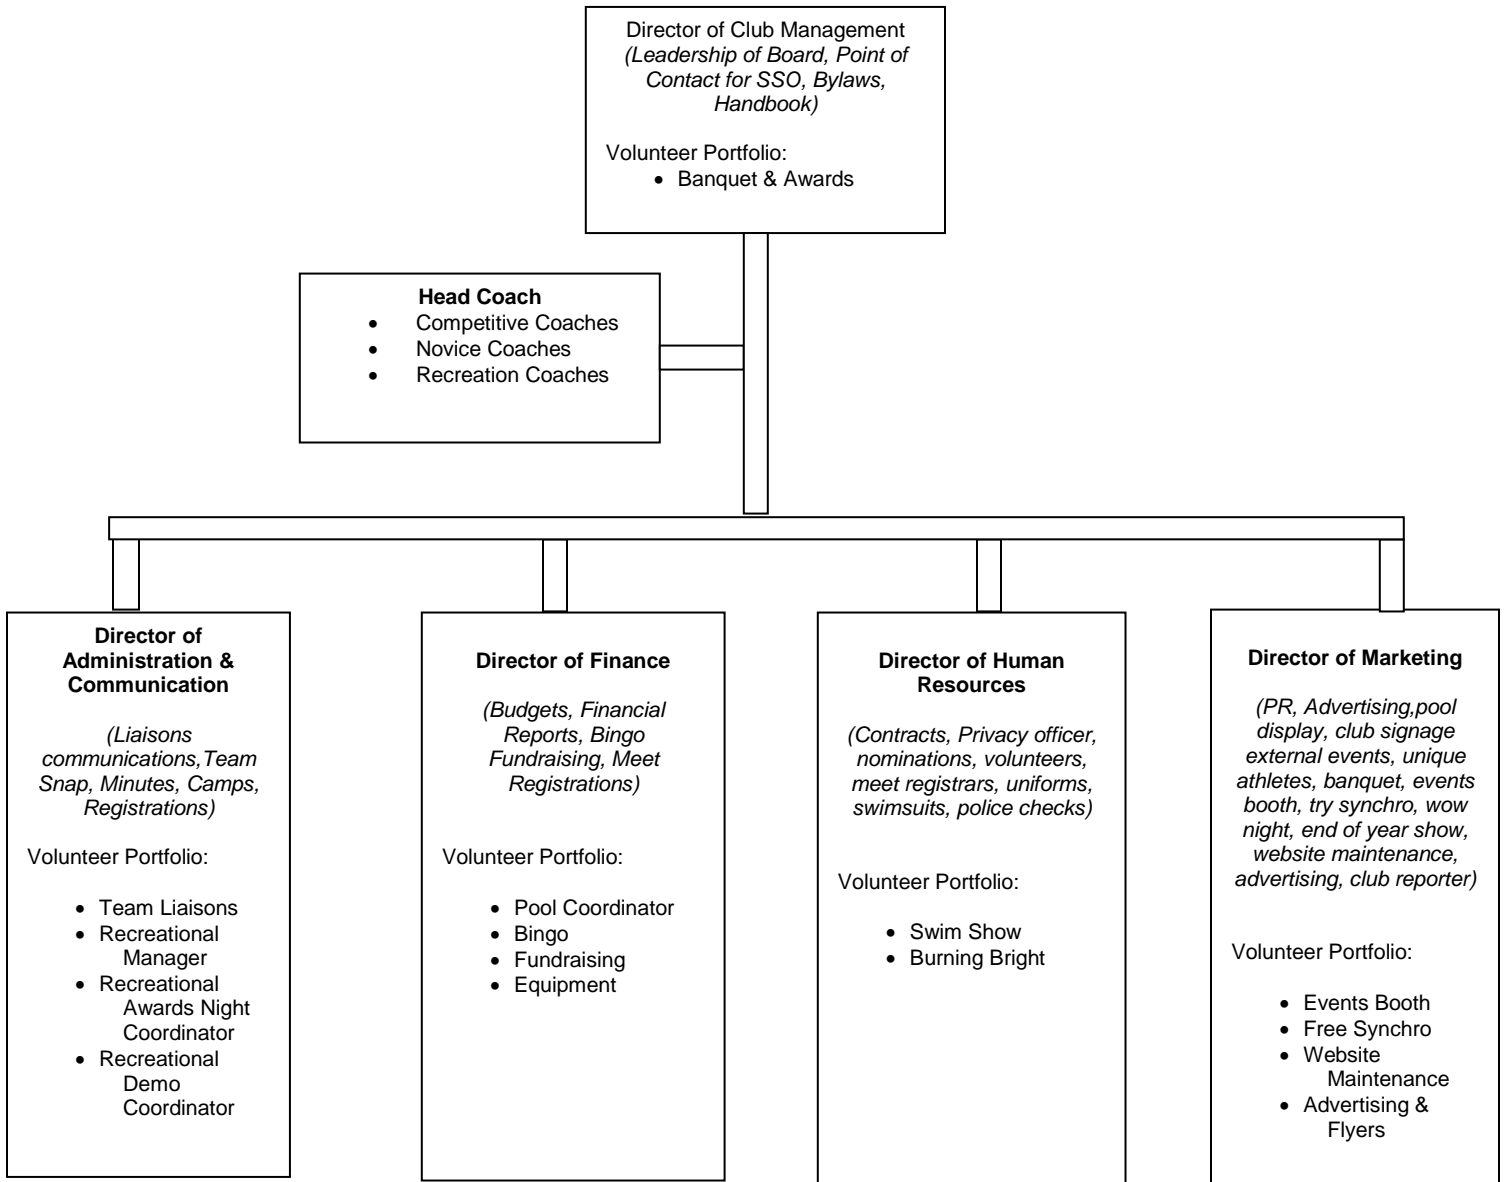 Director of Club Management
(Leadership of Board, Point of
Contact for SSO, Bylaws,
Handbook)
Volunteer Portfolio:
• Banquet & Awards
Head Coach
• Competitive Coaches
• Novice Coaches
• Recreation Coaches
Director of
Administration &
Communication
(Liaisons
communications,Team
Snap, Minutes, Camps,
Registrations)
Volunteer Portfolio:
• Team Liaisons
• Recreational
Manager
• Recreational
Awards Night
Coordinator
• Recreational
Demo
Coordinator
Director of Finance
(Budgets, Financial
Reports, Bingo
Fundraising, Meet
Registrations)
Volunteer Portfolio:
• Pool Coordinator
• Bingo
• Fundraising
• Equipment
Director of Human
Resources
(Contracts, Privacy officer,
nominations, volunteers,
meet registrars, uniforms,
swimsuits, police checks)
Volunteer Portfolio:
• Swim Show
• Burning Bright
Director of Marketing
(PR, Advertising,pool
display, club signage
external events, unique
athletes, banquet, events
booth, try synchro, wow
night, end of year show,
website maintenance,
advertising, club reporter)
Volunteer Portfolio:
• Events Booth
• Free Synchro
• Website
Maintenance
• Advertising &
Flyers